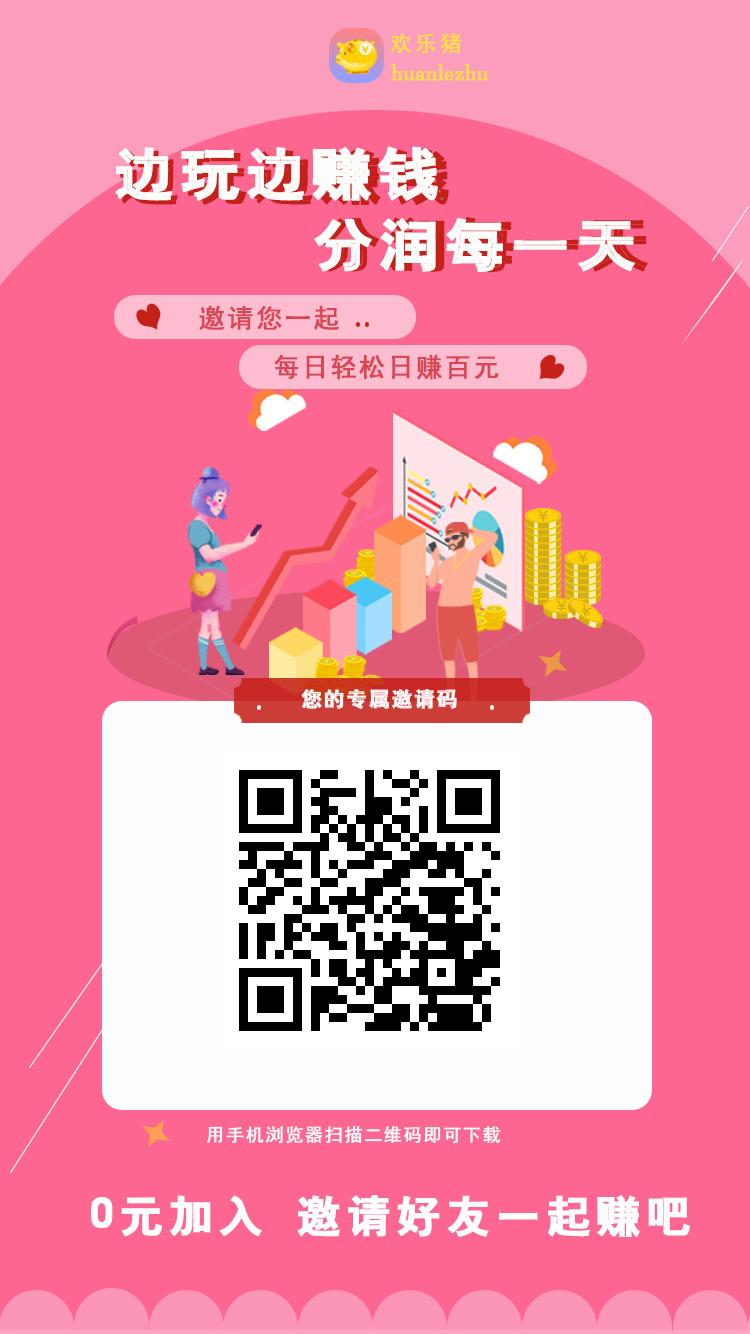 欢乐猪
huanlezhu
边玩边赚钱
分润每一天
邀请您一起 ..
每日轻松日赚百元
您的专属邀请码
用手机浏览器扫描二维码即可下载
0元加入 邀请好友一起赚吧